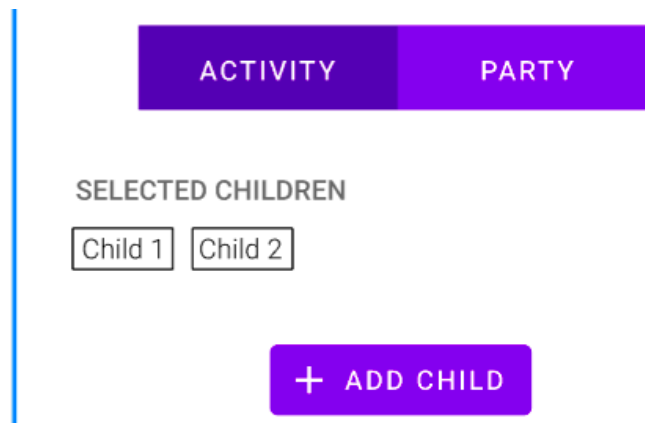 ACTIVITY PARTY
SELECTED CHILDREN
Child 1 Child 2
+ ADD CHILD